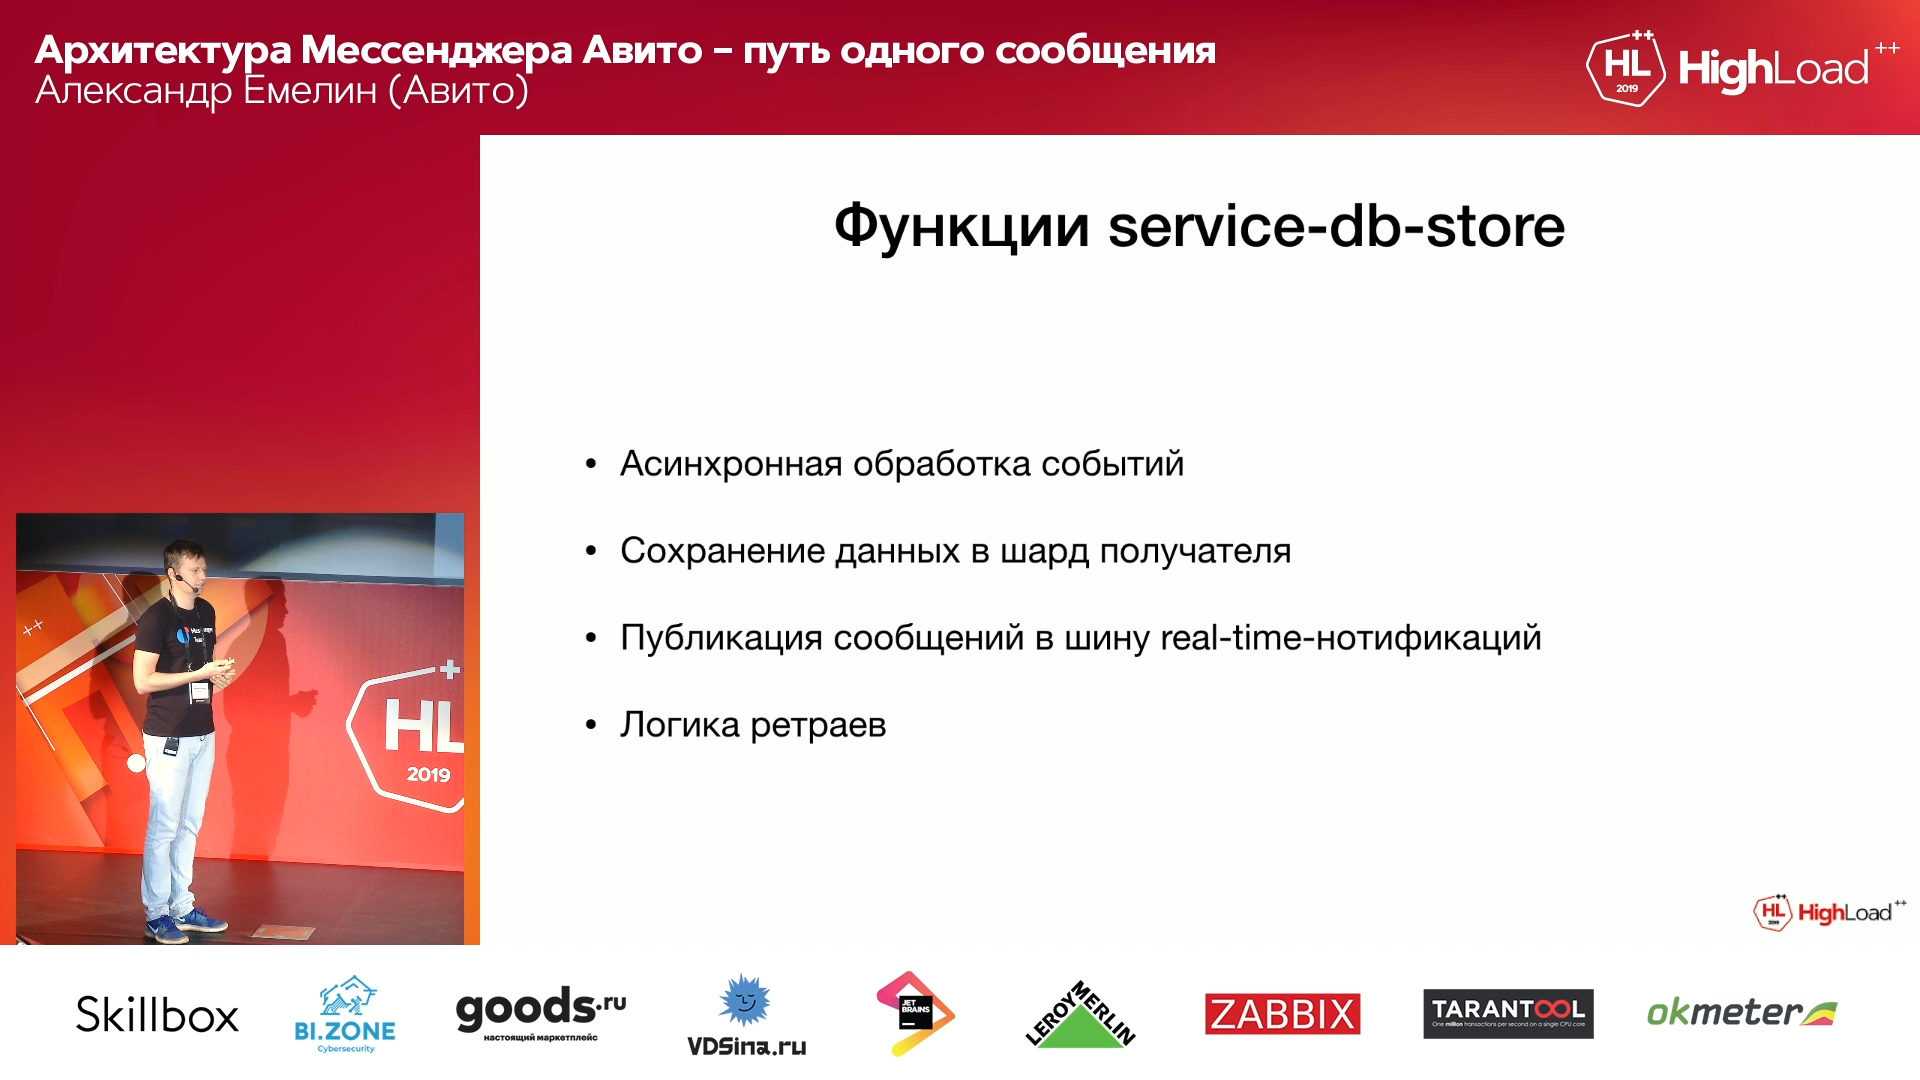 Архитектура Мессенджера Авито – путь одного сообщения
Александр Емелин (Авито)
HL
2019
HighLoad++
Функции service-db-store
• Асинхронная обработка событий
• Сохранение данных в шард получателя
• Публикация сообщений в шину real-time-нотификаций
• Логика ретраев
++
HL
2019
HL
2019
HighLoad++
Skillbox
BI.ZONE
Cybersecurity
goods.ru
настоящий маркетплейс
VDSina.ru
JET
BRAINS
LEROY MERLIN
ZABBIX
TARANTOOL
One million transactions per second on a single CPU core
okmeter